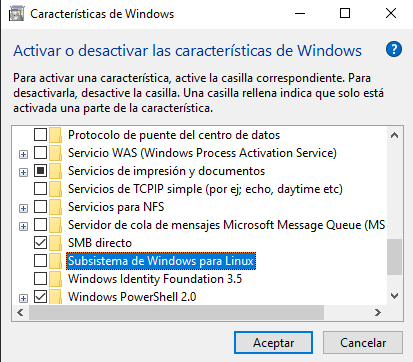 Características de Windows
Activar o desactivar las características de Windows
Para activar una característica, active la casilla correspondiente. Para
desactivarla, desactive la casilla. Una casilla rellena indica que solo está
activada una parte de la característica.
Protocolo de puente del centro de datos
Servicio WAS (Windows Process Activation Service)
Servicios de impresión y documentos
Servicios de TCPIP simple (por ej; echo, daytime etc)
Servicios para NFS
Servidor de cola de mensajes Microsoft Message Queue (MS
SMB directo
Subsistema de Windows para Linux
Windows Identity Foundation 3.5
Windows PowerShell 2.0
Aceptar
Cancelar